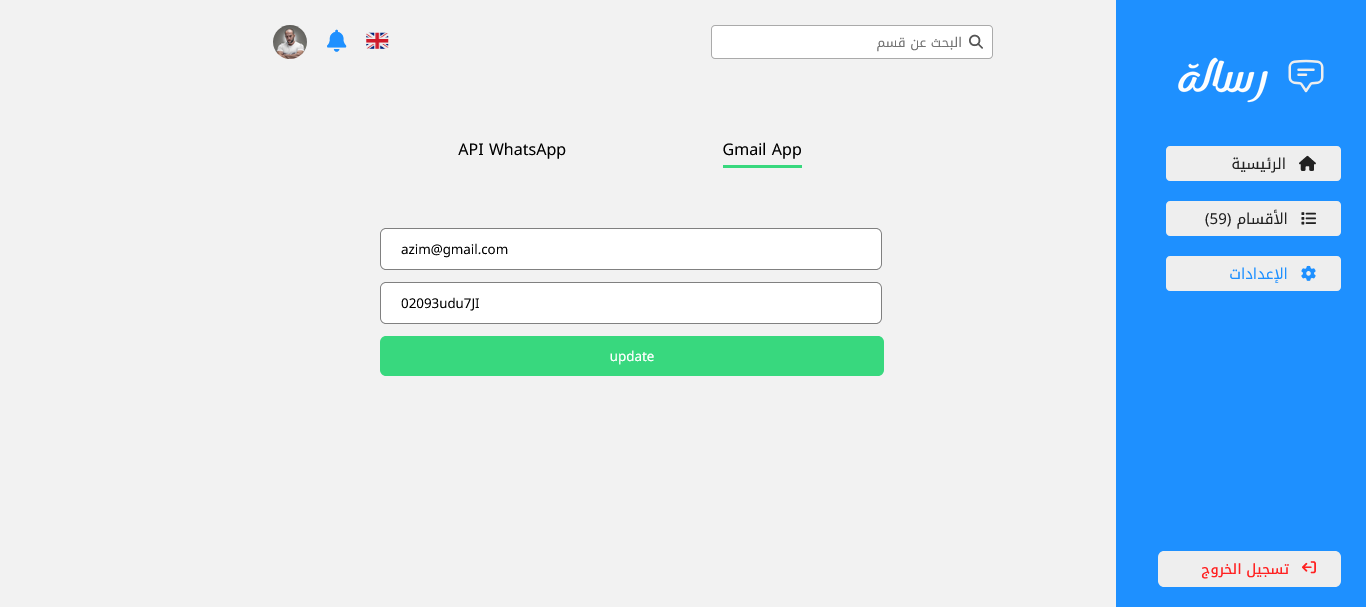 رسالة
الرئيسية
الأقسام (59)
الإعدادات
تسجيل الخروج
البحث عن قسم
Gmail App
API WhatsApp
azim@gmail.com
02093udu7JI
update